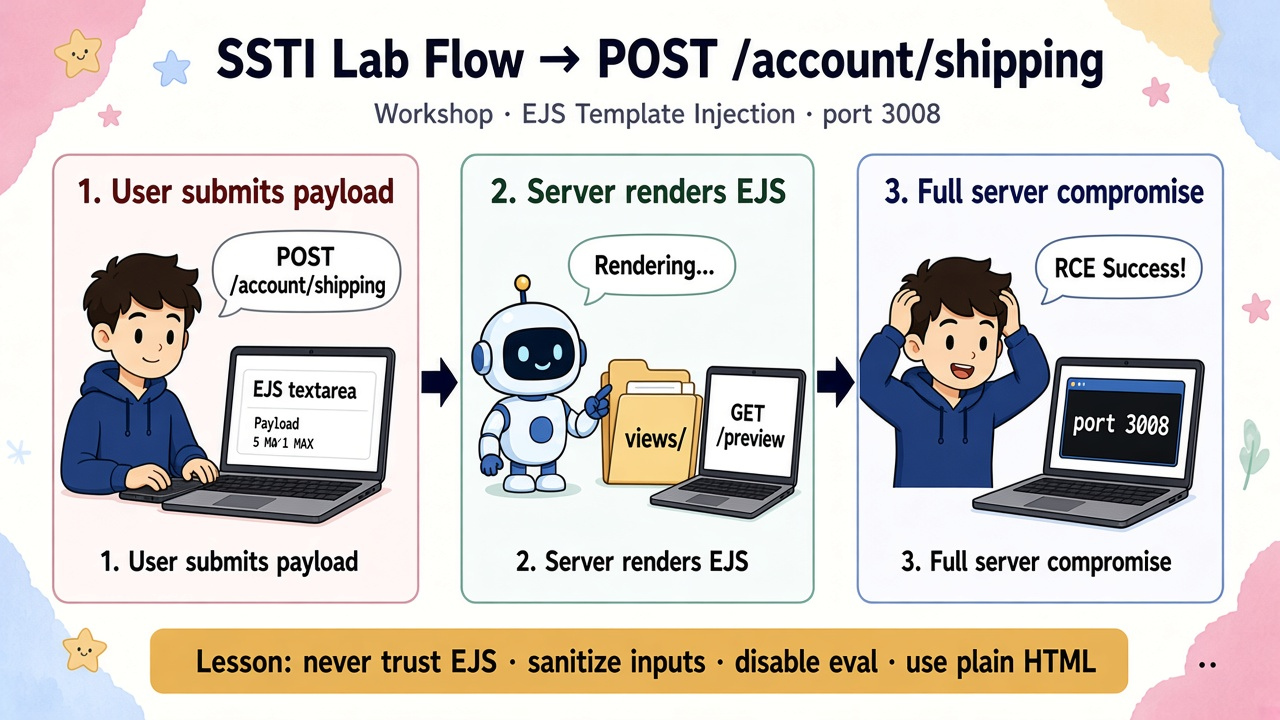 SSTI Lab Flow → POST /account/shipping
Workshop · EJS Template Injection · port 3008
1. User submits payload
POST
/account/shipping
EJS textarea
Payload
5 MAX
1. User submits payload
2. Server renders EJS
Rendering...
views/
GET
/preview
2. Server renders EJS
3. Full server compromise
RCE Success!
port 3008
3. Full server compromise
Lesson: never trust EJS · sanitize inputs · disable eval · use plain HTML